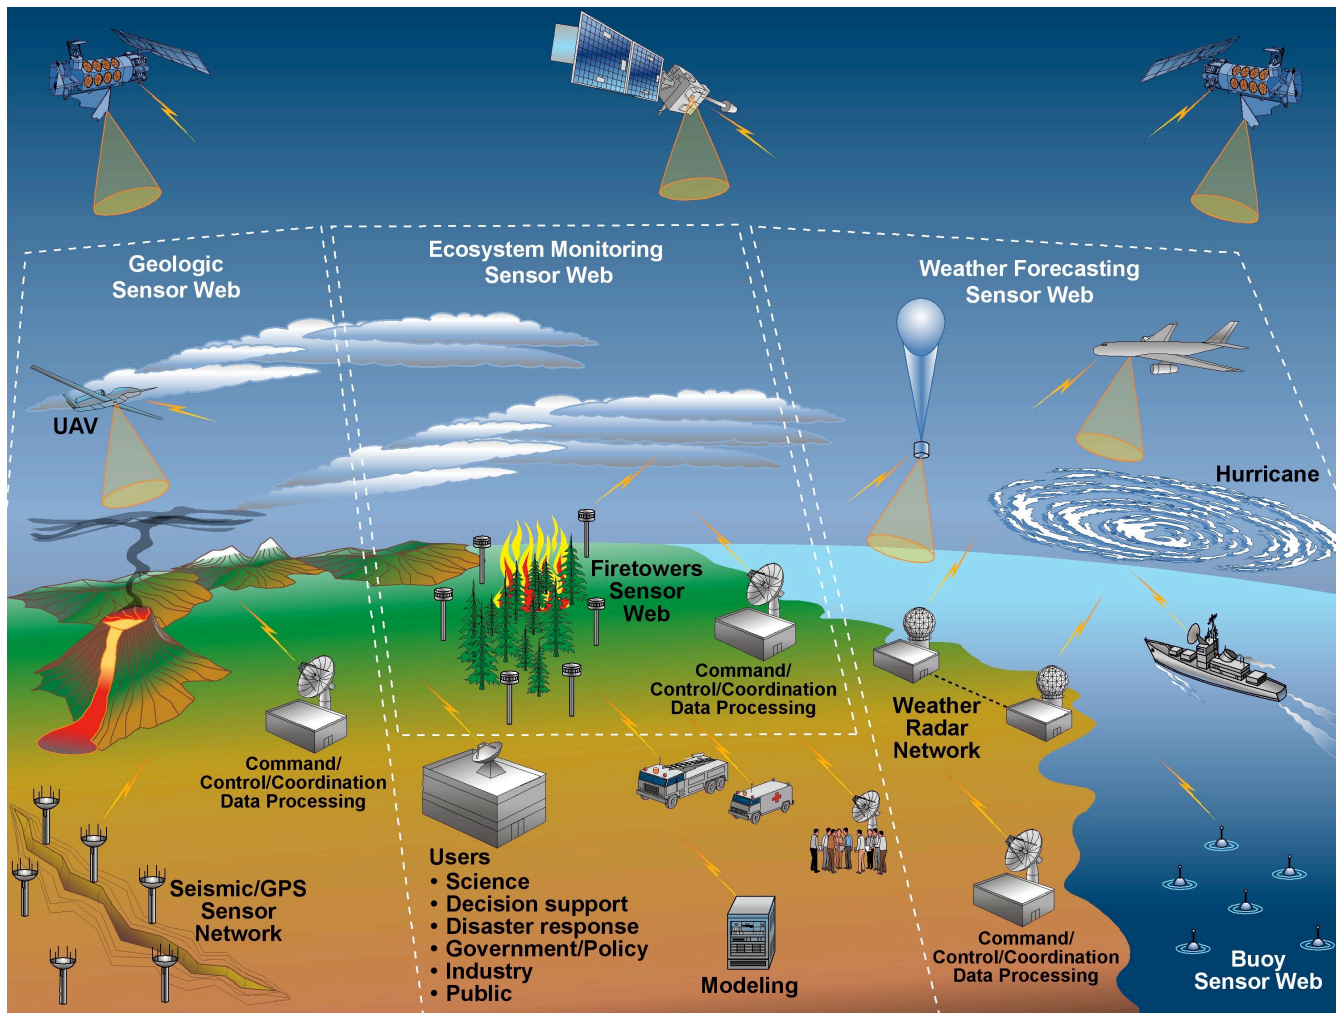 Geologic
Sensor Web
Ecosystem Monitoring
Sensor Web
Weather Forecasting
Sensor Web
UAV
Hurricane
Firetowers
Sensor
Web
Command/
Control/Coordination
Data Processing
Weather
Radar
Network
Command/
Control/Coordination
Data Processing
Seismic/GPS
Sensor
Network
Users
• Science
• Decision support
• Disaster response
• Government/Policy
• Industry
• Public
Modeling
Command/
Control/Coordination
Data Processing
Buoy
Sensor Web